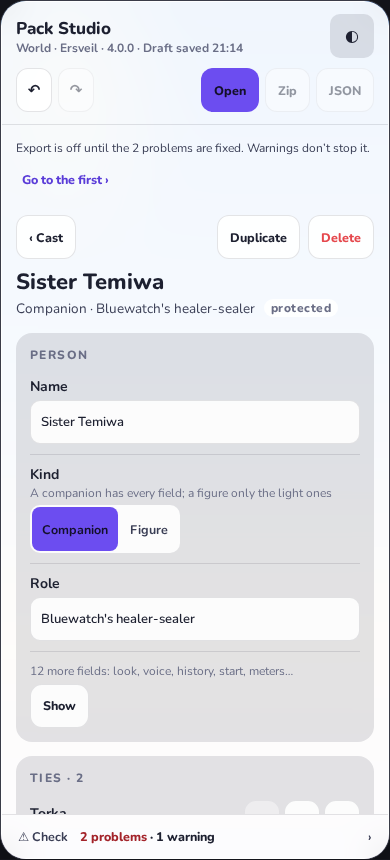 Pack Studio
World · Ersveil · 4.0.0 · Draft saved 21:14
Open
Zip
JSON
Export is off until the 2 problems are fixed. Warnings don’t stop it.
Go to the first ›
‹ Cast
Duplicate
Delete
Sister Temiwa
Companion · Bluewatch's healer-sealer
protected
PERSON
Name
Sister Temiwa
Kind
A companion has every field; a figure only the light ones
Companion
Figure
Role
Bluewatch's healer-sealer
12 more fields: look, voice, history, start, meters…
Show
TIES · 2
Torka
⚠ Check 2 problems · 1 warning ›